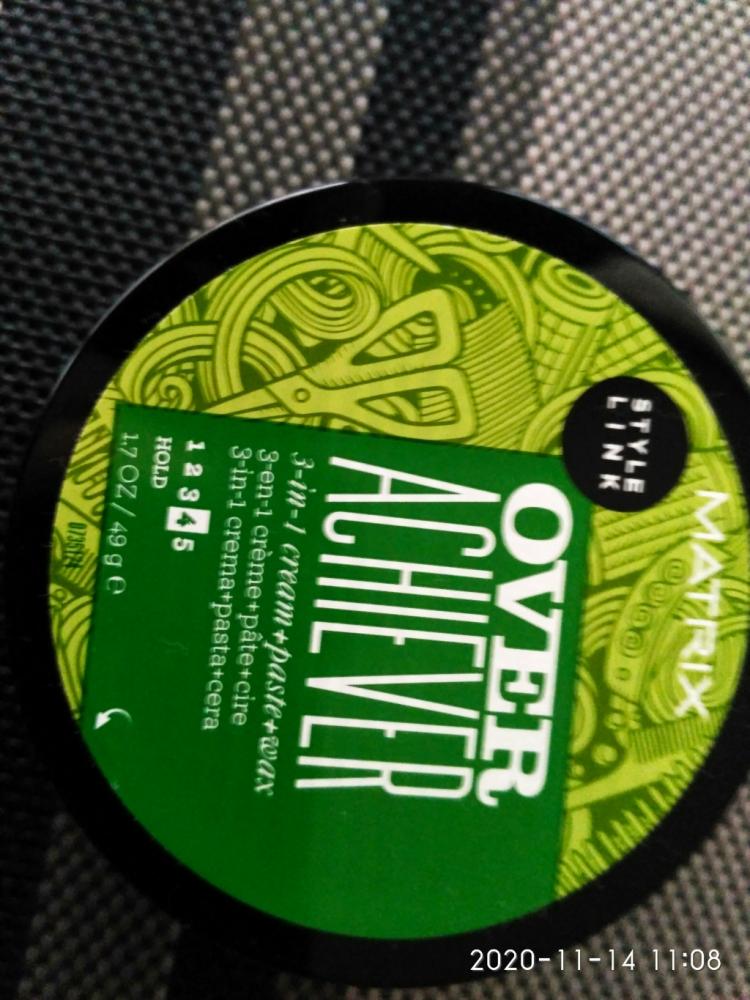 MATRIX
STYLE
LINK
OVER
ACHIEVER
3-in-1 cream+paste+wax
3-en-1 crème+pâte+cire
3-in-1 crema+pasta+cera
1 2 3 4 5
HOLD
1.7 OZ / 49 g e
2020-11-14 11:08